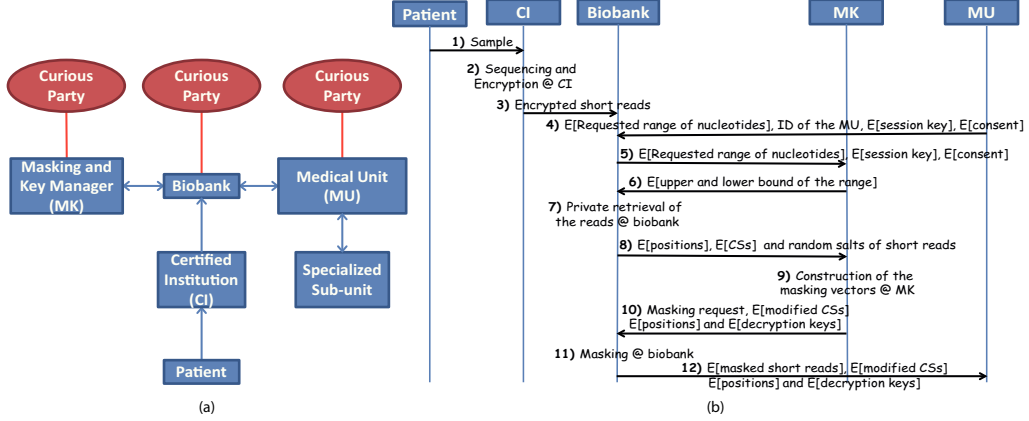 Curious
Party
Curious
Party
Curious
Party
Masking and
Key Manager
(MK)
Biobank
Medical Unit
(MU)
Certified
Institution
(CI)
Specialized
Sub-unit
Patient
(a)
Patient
CI
Biobank
MK
MU
1) Sample
2) Sequencing and
Encryption @ CI
3) Encrypted short reads
4) E[Requested range of nucleotides], ID of the MU, E[session key], E[consent]
5) E[Requested range of nucleotides], E[session key], E[consent]
6) E[upper and lower bound of the range]
7) Private retrieval of
the reads @ biobank
8) E[positions], E[CSs] and random salts of short reads
9) Construction of the
masking vectors @ MK
10) Masking request, E[modified CSs]
E[positions] and E[decryption keys]
11) Masking @ biobank
12) E[masked short reads], E[modified CSs]
E[positions] and E[decryption keys]
(b)